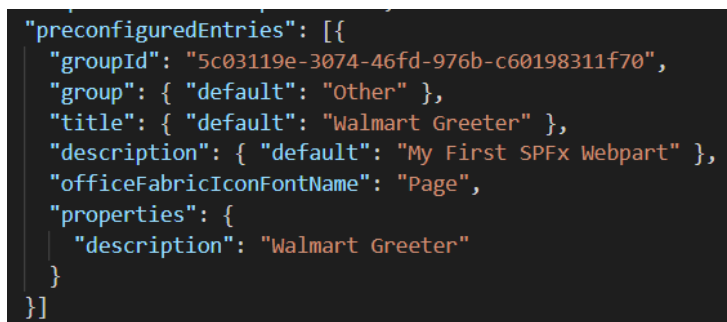 "preconfiguredEntries": [{
"groupId": "5c03119e-3074-46fd-976b-c60198311f70",
"group": { "default": "Other" },
"title": { "default": "Walmart Greeter" },
"description": { "default": "My First SPFx Webpart" },
"officeFabricIconFontName": "Page",
"properties": {
"description": "Walmart Greeter"
}
}]